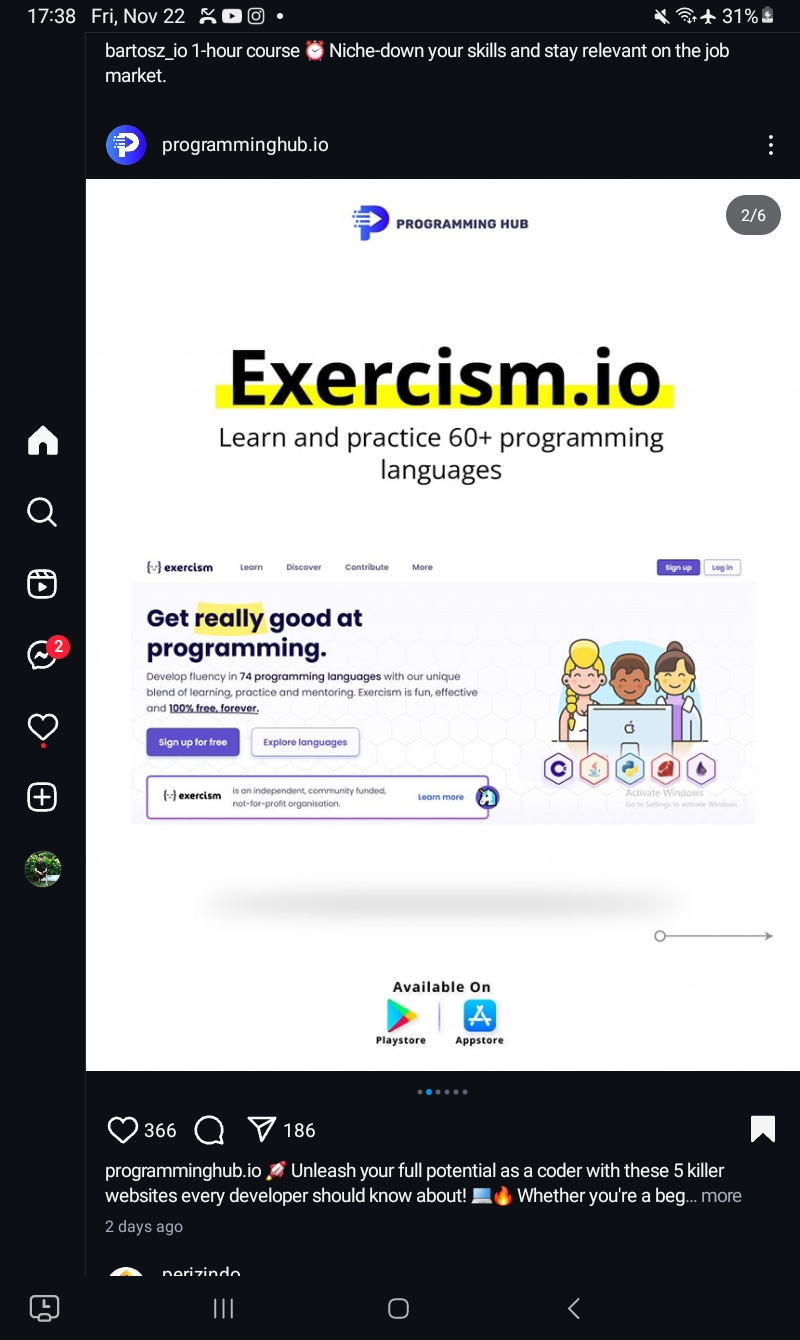 17:38 Fri, Nov 22 31%
bartosz_io 1-hour course ⏰ Niche-down your skills and stay relevant on the job
market.
programminghub.io
2/6
PROGRAMMING HUB
Exercism.io
Learn and practice 60+ programming
languages
exercism Learn Discover Contribute More Sign up Log in
Get really good at
programming.
Develop fluency in 74 programming languages with our unique
blend of learning, practice and mentoring. Exercism is fun, effective
and 100% free, forever.
Sign up for free Explore languages
exercism is an independent, community funded,
not-for-profit organisation. Learn more
Activate Windows
Go to Settings to activate Windows.
Available On
Playstore Appstore
2
366 186
programminghub.io 🚀 Unleash your full potential as a coder with these 5 killer
websites every developer should know about! 💻🔥 Whether you're a beg... more
2 days ago
perizindo